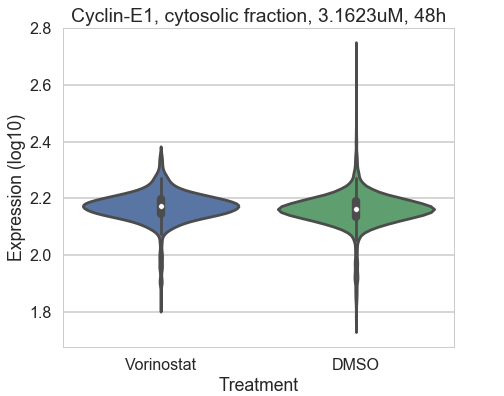 Cyclin-E1, cytosolic fraction, 3.1623uM, 48h
2.8
2.6
2.4
2.2
2.0
1.8
Expression (log10)
Vorinostat
DMSO
Treatment